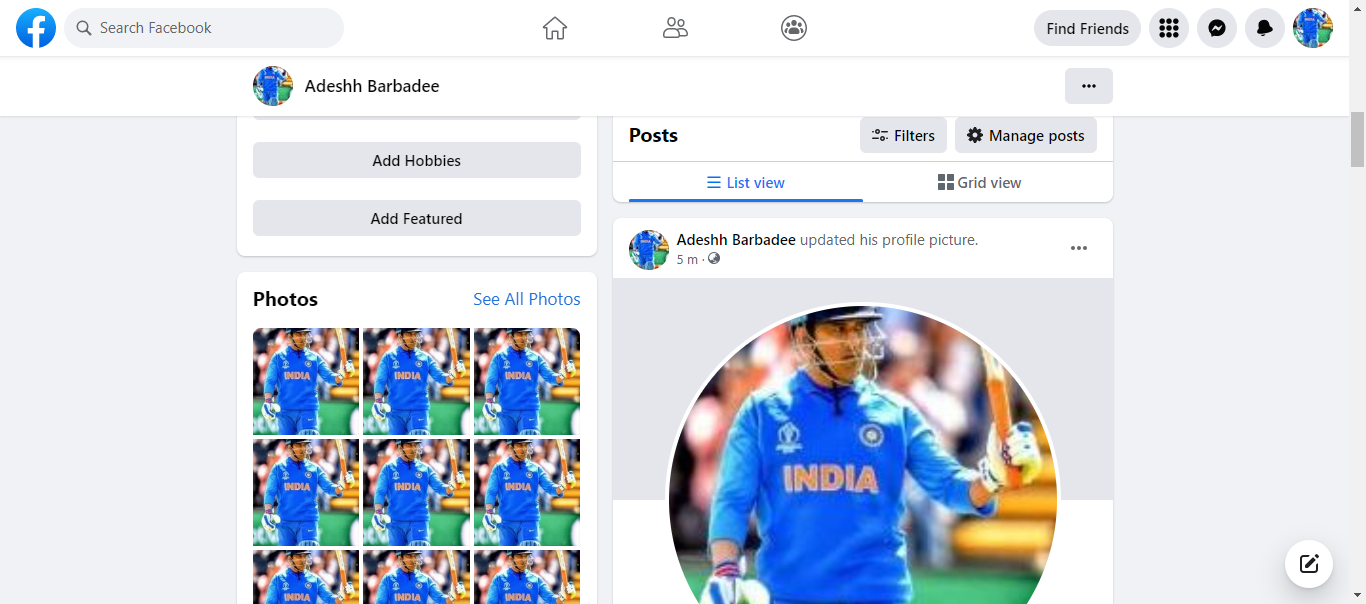 Search Facebook
Find Friends
Adeshh Barbadee
Add Hobbies
Add Featured
Photos
See All Photos
INDIA
INDIA
INDIA
INDIA
INDIA
INDIA
INDIA
INDIA
INDIA
Posts
Filters
Manage posts
List view
Grid view
Adeshh Barbadee updated his profile picture.
5 m ·
INDIA